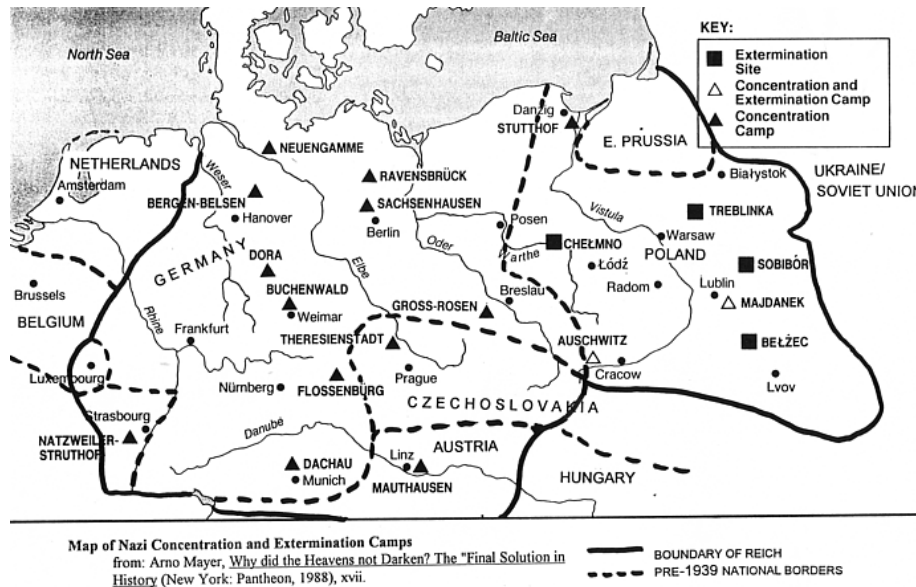 North Sea
Baltic Sea
KEY:
Extermination
Site
Concentration and
Extermination Camp
Concentration
Camp
Danzig
STUTTHOF
E. PRUSSIA
UKRAINE/
SOVIET UNION
NEUENGAMME
NETHERLANDS
Amsterdam
Weser
RAVENSBRÜCK
Białystok
BERGEN-BELSEN
Hanover
SACHSENHAUSEN
Berlin
Posen
Vistula
TREBLINKA
Warsaw
Oder
Warthe
CHEŁMNO
POLAND
GERMANY
DORA
Elbe
Łódź
SOBIBÓR
Brussels
BUCHENWALD
Weimar
Breslau
Radom
Lublin
MAJDANEK
BELGIUM
Rhine
Frankfurt
GROSS-ROSEN
THERESIENSTADT
AUSCHWITZ
BEŁŻEC
Luxembourg
Nürnberg
FLOSSENBURG
Prague
Cracow
Lvov
CZECHOSLOVAKIA
Strasbourg
NATZWEILER-
STRUTHOF
Danube
DACHAU
Munich
Linz
AUSTRIA
MAUTHAUSEN
HUNGARY
Map of Nazi Concentration and Extermination Camps
from: Arno Mayer, Why did the Heavens not Darken? The "Final Solution in
History (New York: Pantheon, 1988), xvii.
BOUNDARY OF REICH
PRE-1939 NATIONAL BORDERS